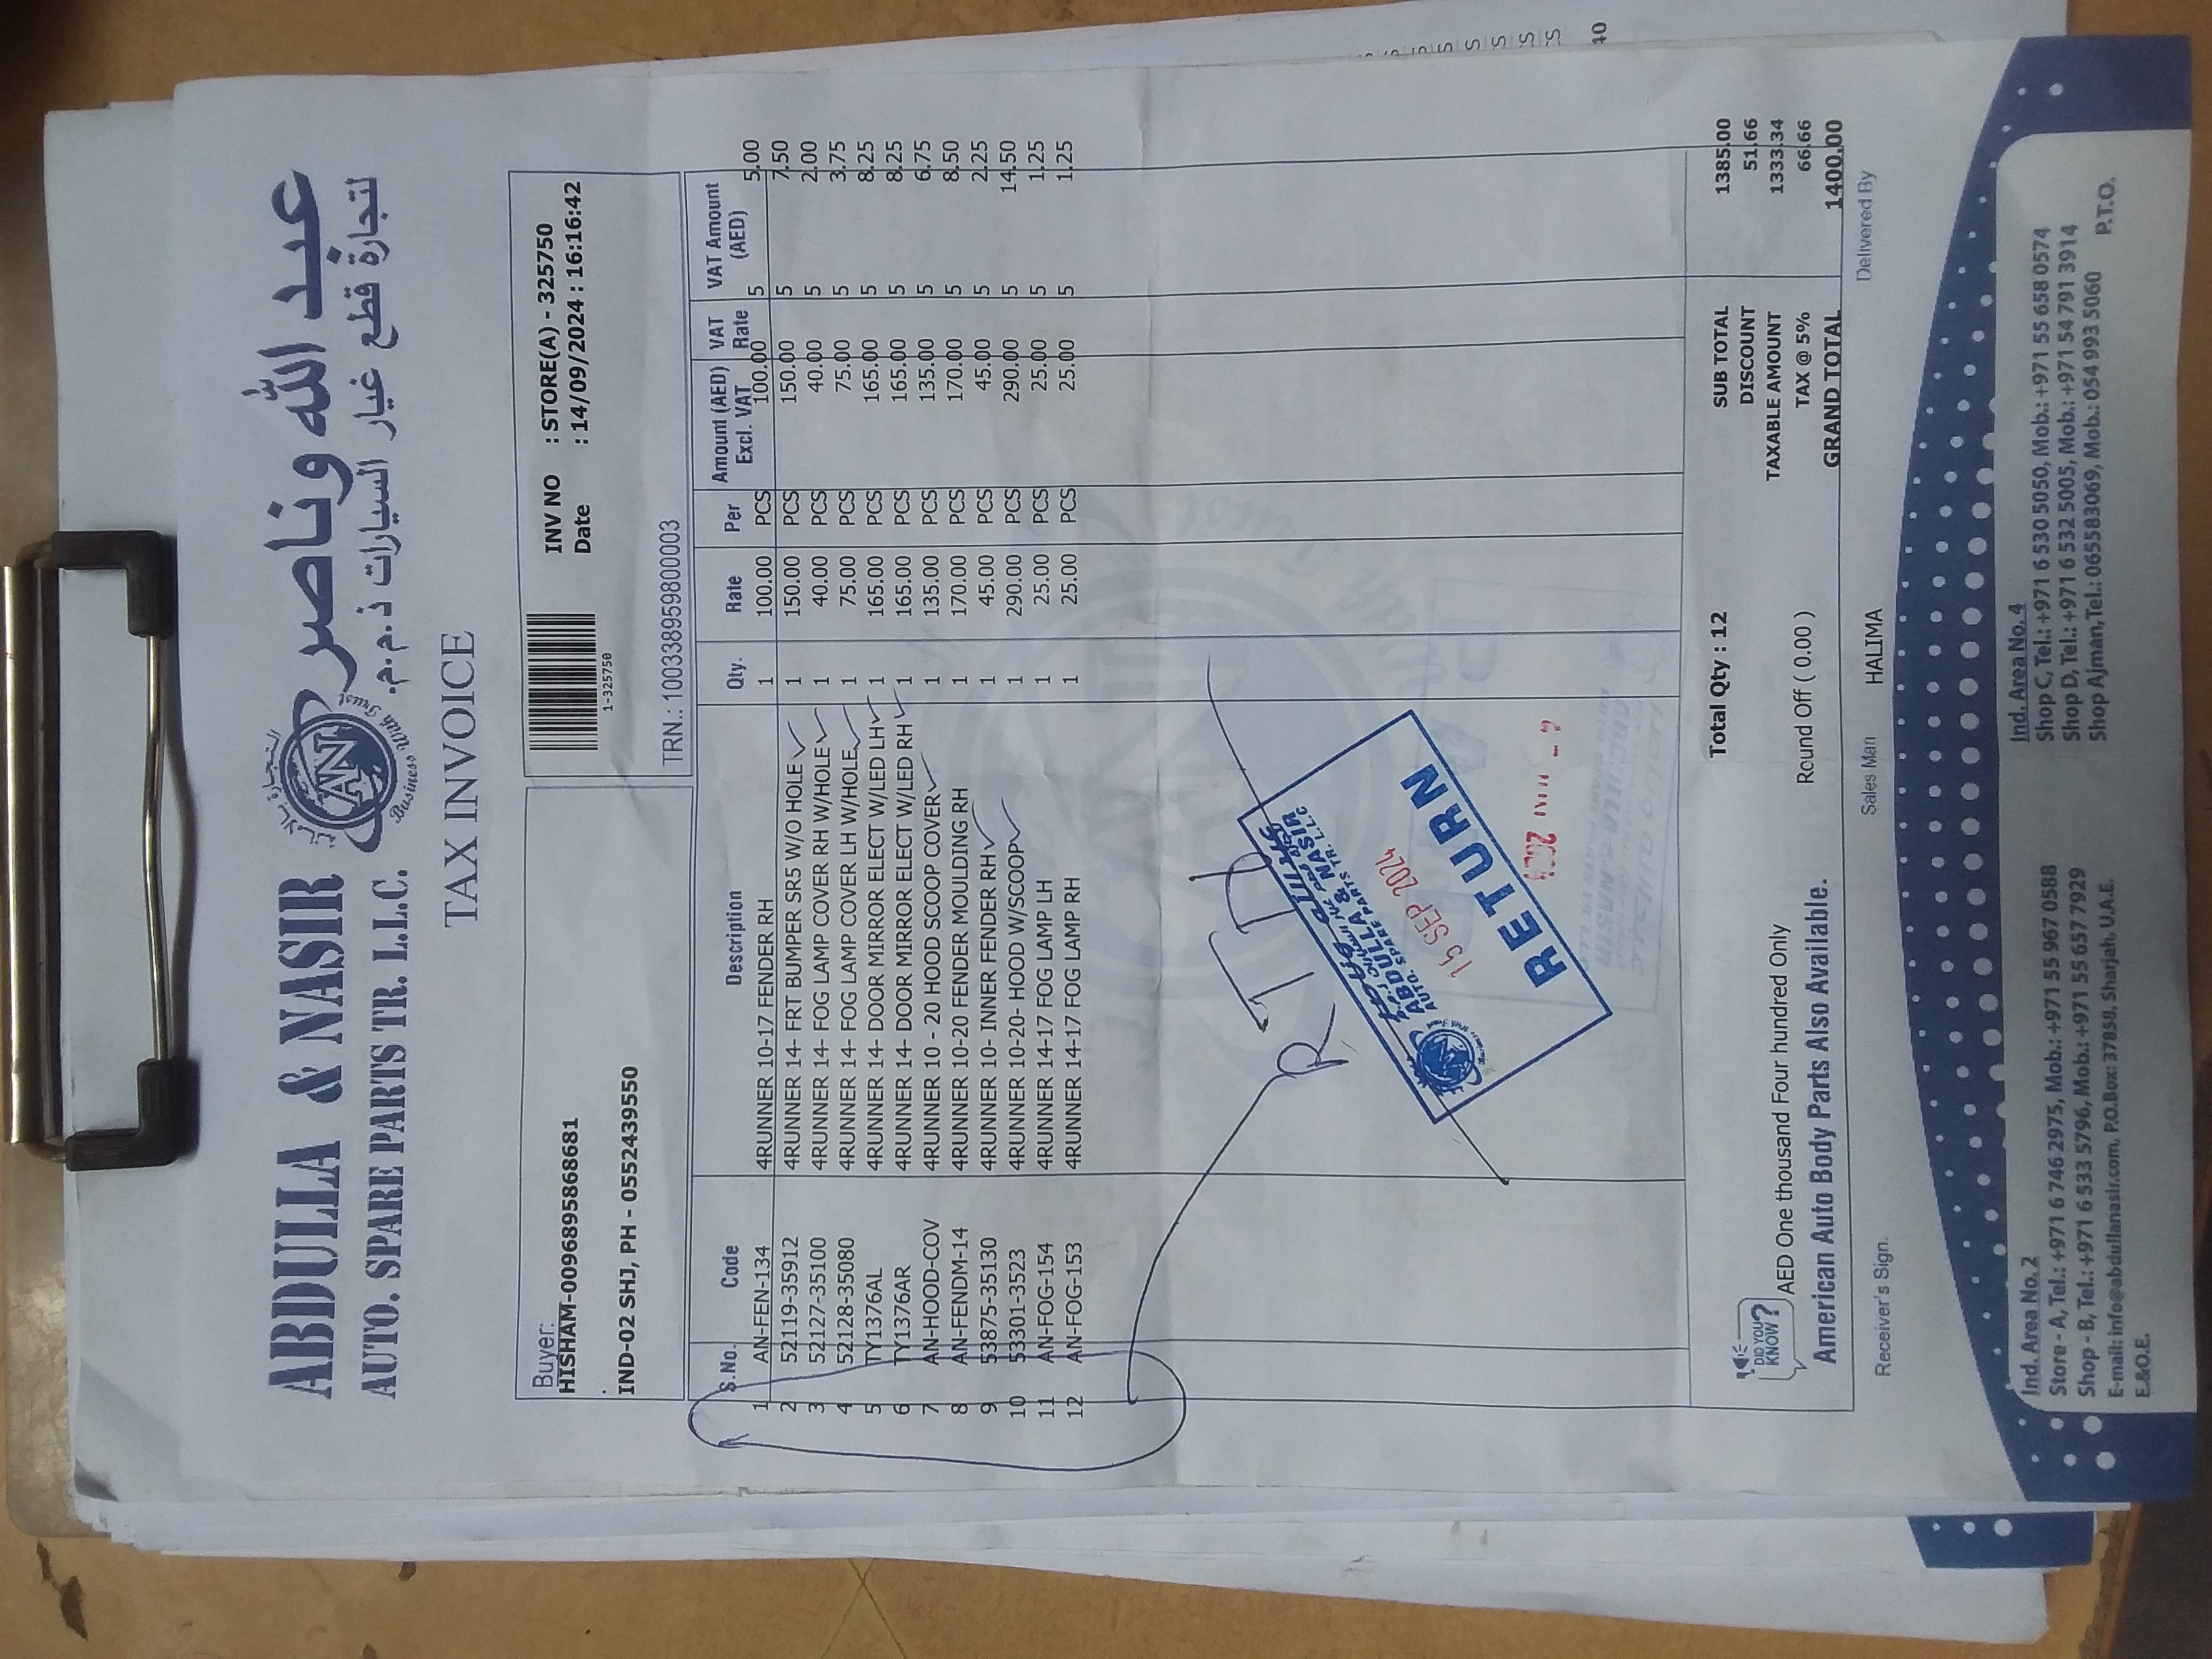 عبد الله وناصر
لتجارة قطع غيار السيارات ذ.م.م.
ABDULLA & NASIR
AUTO. SPARE PARTS TR. L.L.C.
AN
Business With Trust
TAX INVOICE
Buyer:
HISHAM-0096895868681
.
IND-02 SHJ, PH - 0552439550
1-325750
INV NO : STORE(A) - 325750
Date : 14/09/2024 : 16:16:42
TRN.: 100338959800003
S.No. Code Description Qty. Rate Per Amount (AED) Excl. VAT VAT Rate VAT Amount (AED)
1 AN-FEN-134 4RUNNER 10-17 FENDER RH 1 100.00 PCS 100.00 5 5.00
2 52119-35912 4RUNNER 14- FRT BUMPER SR5 W/O HOLE 1 150.00 PCS 150.00 5 7.50
3 52127-35100 4RUNNER 14- FOG LAMP COVER RH W/HOLE 1 40.00 PCS 40.00 5 2.00
4 52128-35080 4RUNNER 14- FOG LAMP COVER LH W/HOLE 1 75.00 PCS 75.00 5 3.75
5 TY1376AL 4RUNNER 14- DOOR MIRROR ELECT W/LED LH 1 165.00 PCS 165.00 5 8.25
6 TY1376AR 4RUNNER 14- DOOR MIRROR ELECT W/LED RH 1 165.00 PCS 165.00 5 8.25
7 AN-HOOD-COV 4RUNNER 10 - 20 HOOD SCOOP COVER 1 135.00 PCS 135.00 5 6.75
8 AN-FENDM-14 4RUNNER 10-20 FENDER MOULDING RH 1 170.00 PCS 170.00 5 8.50
9 53875-35130 4RUNNER 10- INNER FENDER RH 1 45.00 PCS 45.00 5 2.25
10 53301-3523 4RUNNER 10-20- HOOD W/SCOOP 1 290.00 PCS 290.00 5 14.50
11 AN-FOG-154 4RUNNER 14-17 FOG LAMP LH 1 25.00 PCS 25.00 5 1.25
12 AN-FOG-153 4RUNNER 14-17 FOG LAMP RH 1 25.00 PCS 25.00 5 1.25
ABDULLA & NASIR
AUTO. SPARE PARTS TR. L.L.C
15 SEP 2024
RETURN
Total Qty : 12
SUB TOTAL 1385.00
DISCOUNT 51.66
TAXABLE AMOUNT 1333.34
TAX @ 5% 66.66
Round Off ( 0.00 )
GRAND TOTAL 1400.00
DID YOU KNOW?
AED One thousand Four hundred Only
American Auto Body Parts Also Available.
Receiver's Sign. Sales Man HALIMA Delivered By
Ind. Area No. 2
Store - A, Tel.: +971 6 746 2975, Mob.: +971 55 967 0588
Shop - B, Tel.: +971 6 533 5796, Mob.: +971 55 657 7929
E-mail: info@abdullanasir.com, P.O.Box: 37858, Sharjah, U.A.E.
E.&O.E.
Ind. Area No.4
Shop C, Tel.: +971 6 530 5050, Mob.: +971 55 658 0574
Shop D, Tel.: +971 6 532 5005, Mob.: +971 54 791 3914
Shop Ajman,Tel.: 065583069, Mob.: 054 993 5060
P.T.O.